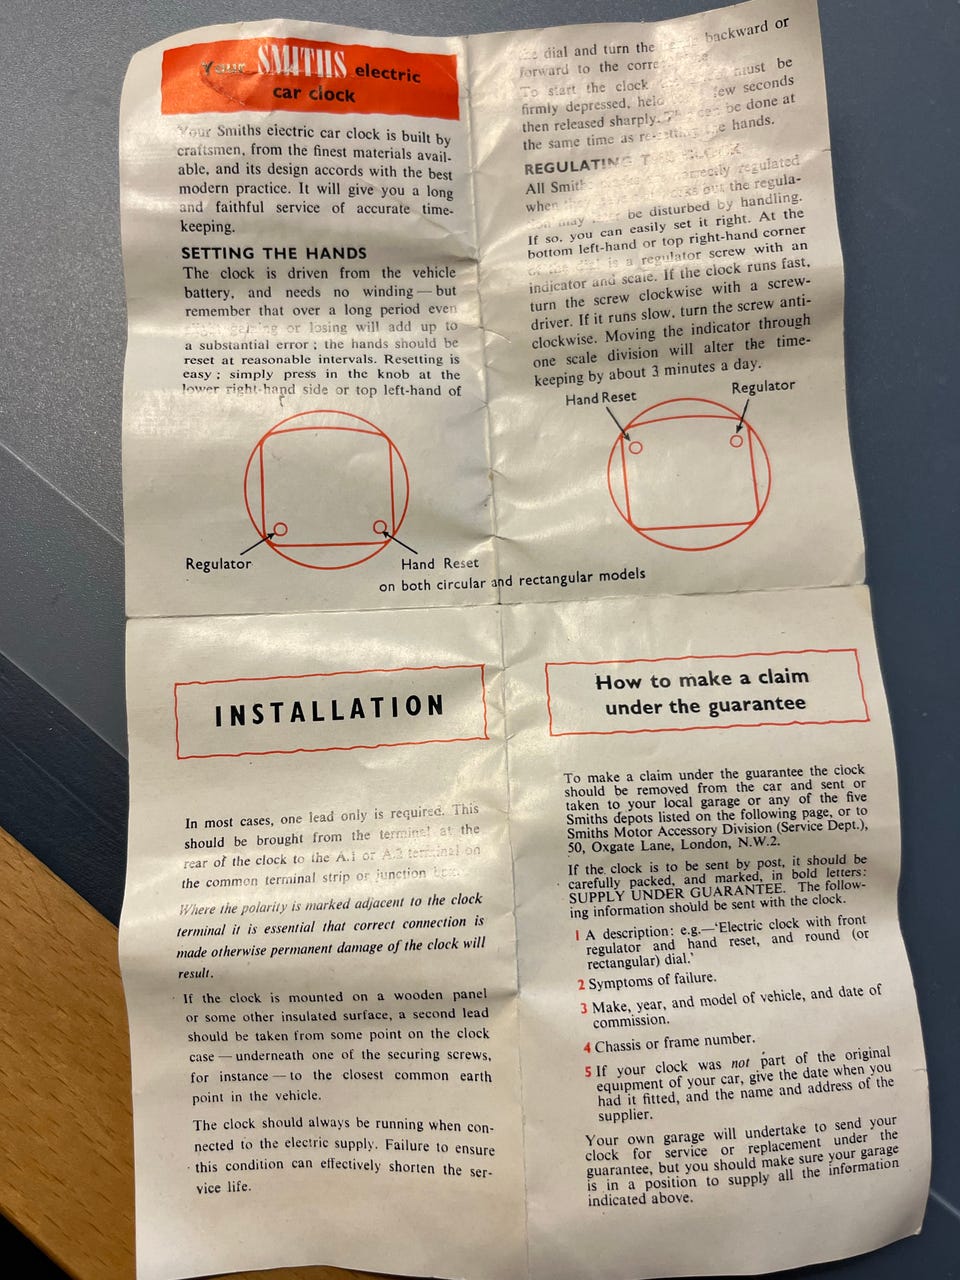 Your SMITHS electric
car clock
Your Smiths electric car clock is built by
craftsmen, from the finest materials avail-
able, and its design accords with the best
modern practice. It will give you a long
and faithful service of accurate time-
keeping.
SETTING THE HANDS
The clock is driven from the vehicle
battery, and needs no winding — but
remember that over a long period even
slight gaining or losing will add up to
a substantial error ; the hands should be
reset at reasonable intervals. Resetting is
easy ; simply press in the knob at the
lower right-hand side or top left-hand of
Regulator
Hand Reset
the dial and turn the hands backward or
forward to the correct
To start the clock must be
firmly depressed, held few seconds
then released sharply. This can be done at
the same time as resetting the hands.
REGULATING THE CLOCK
All Smiths correctly regulated
when they out the regula-
may be disturbed by handling.
If so, you can easily set it right. At the
bottom left-hand or top right-hand corner
of the dial is a regulator screw with an
indicator and scale. If the clock runs fast,
turn the screw clockwise with a screw-
driver. If it runs slow, turn the screw anti-
clockwise. Moving the indicator through
one scale division will alter the time-
keeping by about 3 minutes a day.
Hand Reset
Regulator
on both circular and rectangular models
INSTALLATION
In most cases, one lead only is required. This
should be brought from the terminal at the
rear of the clock to the A.1 or A.2 terminal on
the common terminal strip or junction
Where the polarity is marked adjacent to the clock
terminal it is essential that correct connection is
made otherwise permanent damage of the clock will
result.
If the clock is mounted on a wooden panel
or some other insulated surface, a second lead
should be taken from some point on the clock
case — underneath one of the securing screws,
for instance — to the closest common earth
point in the vehicle.
The clock should always be running when con-
nected to the electric supply. Failure to ensure
this condition can effectively shorten the ser-
vice life.
How to make a claim
under the guarantee
To make a claim under the guarantee the clock
should be removed from the car and sent or
taken to your local garage or any of the five
Smiths depots listed on the following page, or to
Smiths Motor Accessory Division (Service Dept.),
50, Oxgate Lane, London, N.W.2.
If the clock is to be sent by post, it should be
carefully packed, and marked, in bold letters:
SUPPLY UNDER GUARANTEE. The follow-
ing information should be sent with the clock.
1 A description: e.g.—'Electric clock with front
regulator and hand reset, and round (or
rectangular) dial.'
2 Symptoms of failure.
3 Make, year, and model of vehicle, and date of
commission.
4 Chassis or frame number.
5 If your clock was not part of the original
equipment of your car, give the date when you
had it fitted, and the name and address of the
supplier.
Your own garage will undertake to send your
clock for service or replacement under the
guarantee, but you should make sure your garage
is in a position to supply all the information
indicated above.